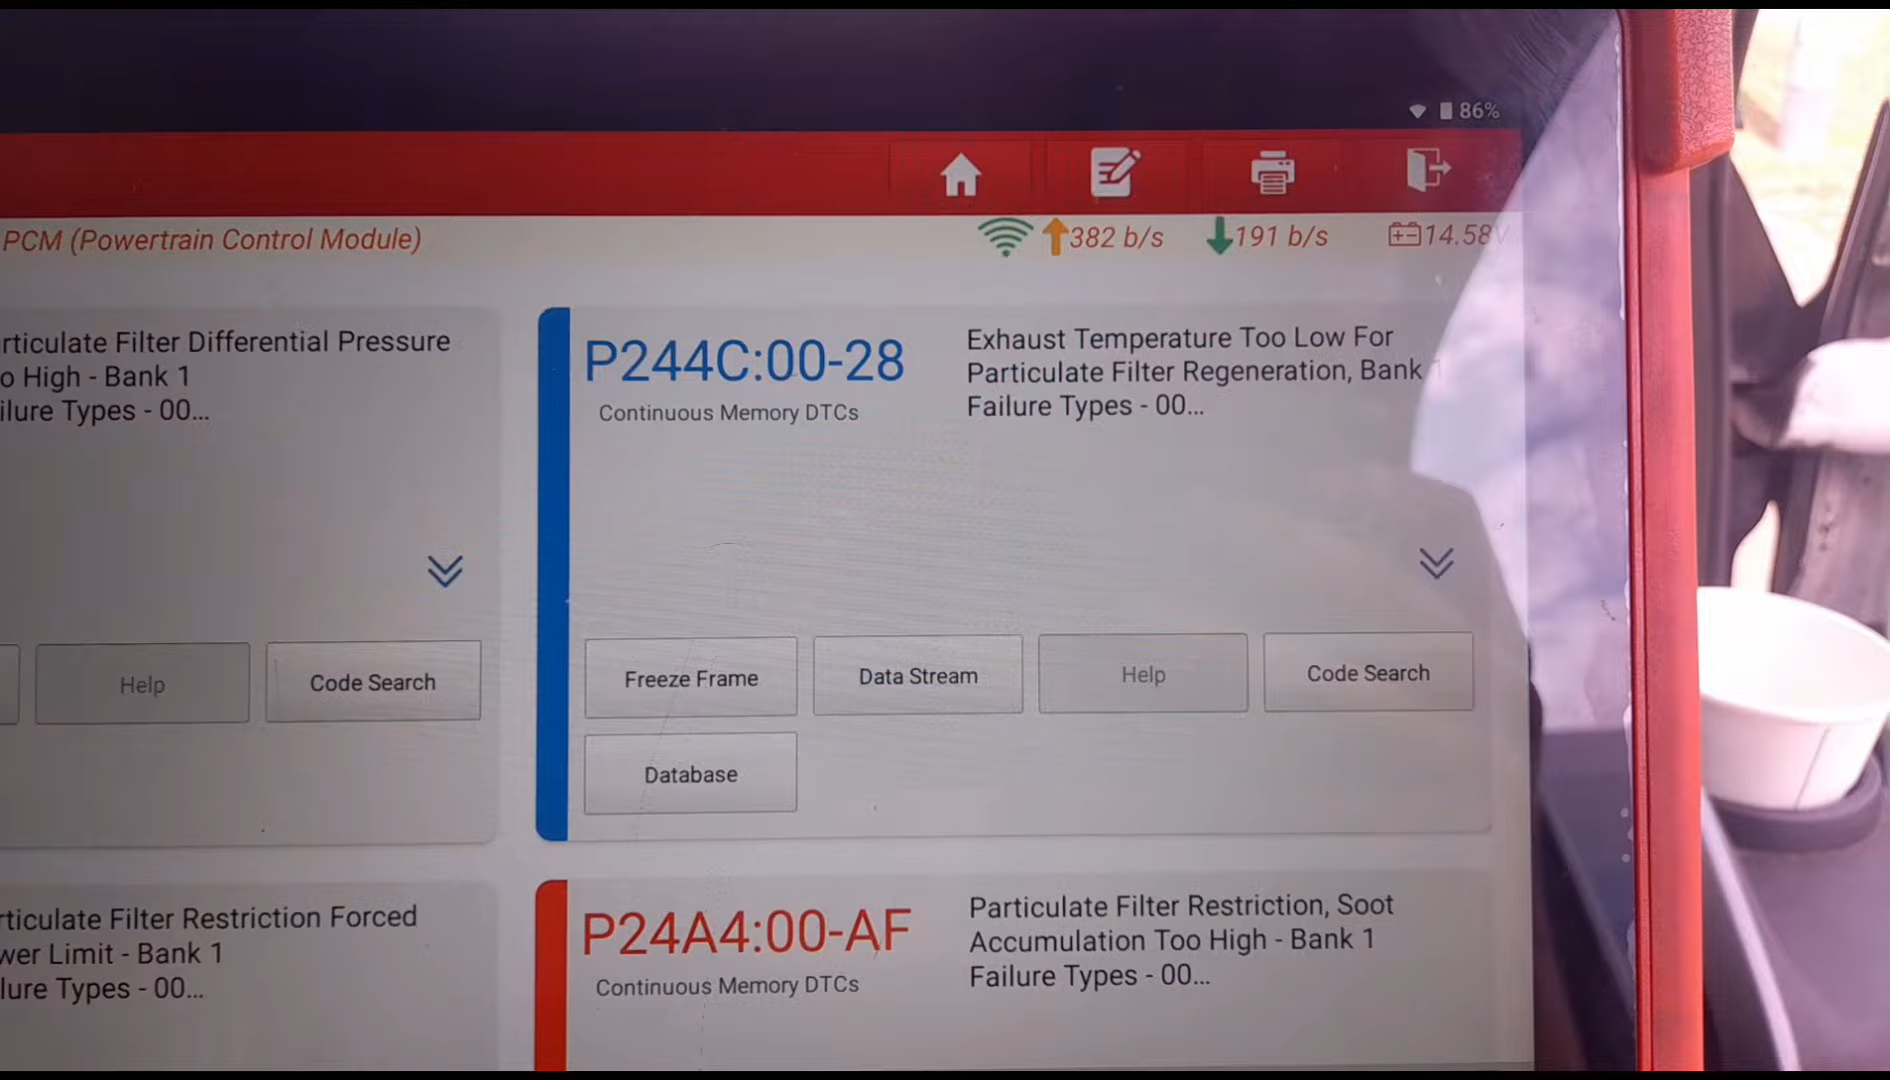 86%
PCM (Powertrain Control Module)
382 b/s
191 b/s
14.58V
rticulate Filter Differential Pressure
o High - Bank 1
ilure Types - 00...
Help
Code Search
P244C:00-28
Continuous Memory DTCs
Exhaust Temperature Too Low For
Particulate Filter Regeneration, Bank 1
Failure Types - 00...
Freeze Frame
Data Stream
Help
Code Search
Database
rticulate Filter Restriction Forced
wer Limit - Bank 1
lure Types - 00...
P24A4:00-AF
Continuous Memory DTCs
Particulate Filter Restriction, Soot
Accumulation Too High - Bank 1
Failure Types - 00...